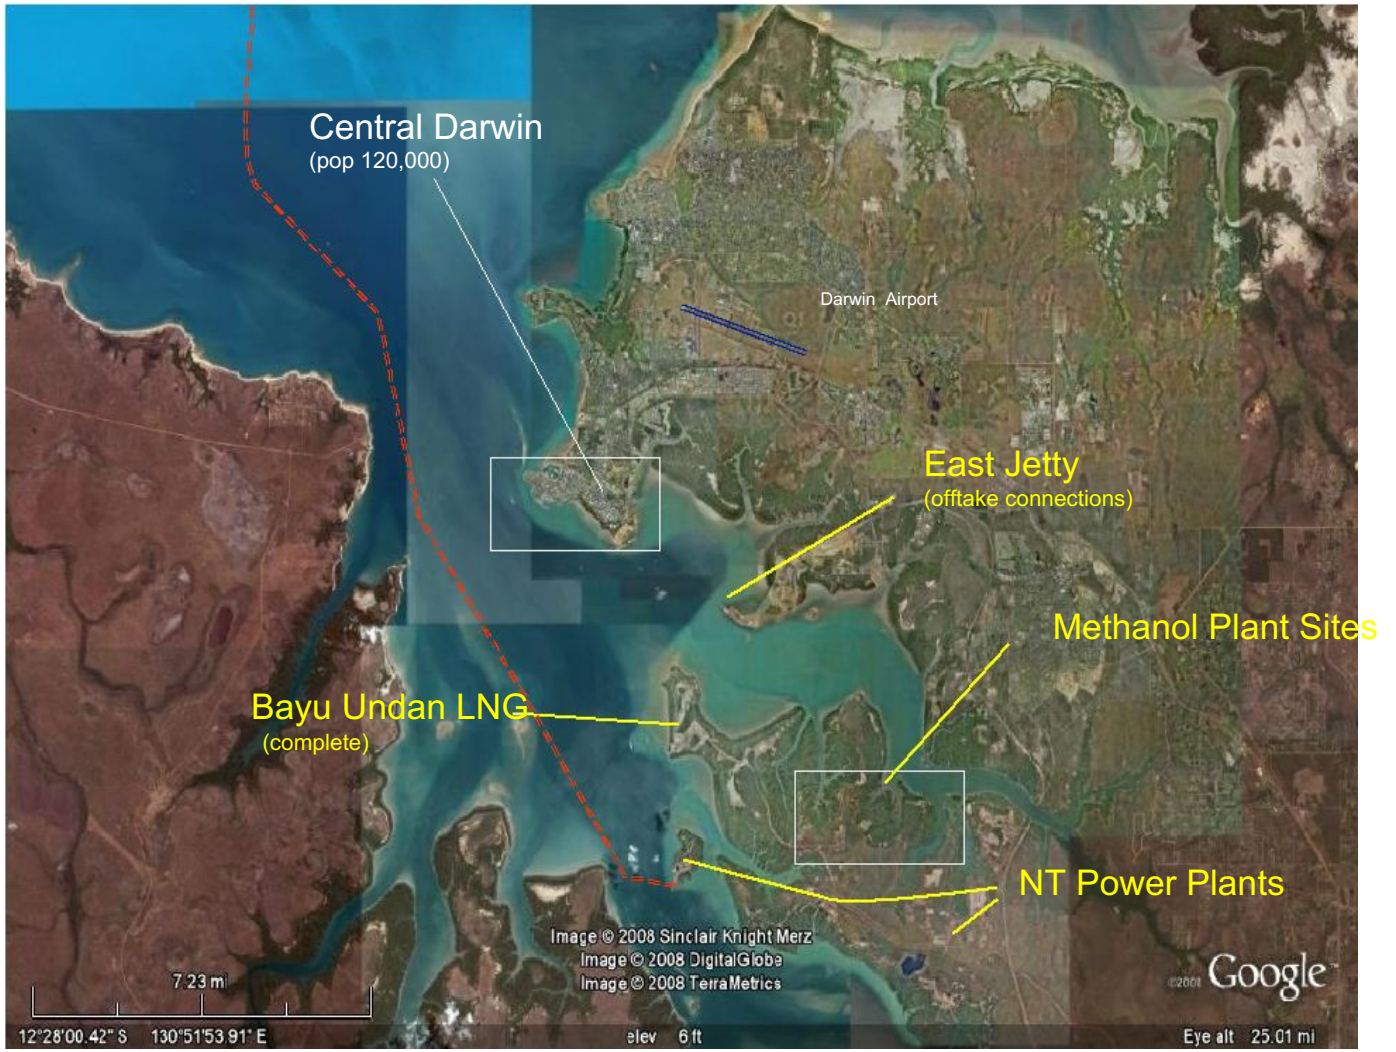 Central Darwin
(pop 120,000)
Darwin Airport
East Jetty
(offtake connections)
Methanol Plant Sites
Bayu Undan LNG
(complete)
NT Power Plants
Image © 2008 Sinclair Knight Merz
Image © 2008 DigitalGlobe
Image © 2008 TerraMetrics
©2008 Google™
7.23 mi
12°28'00.42" S 130°51'53.91" E
elev 6 ft
Eye alt 25.01 mi